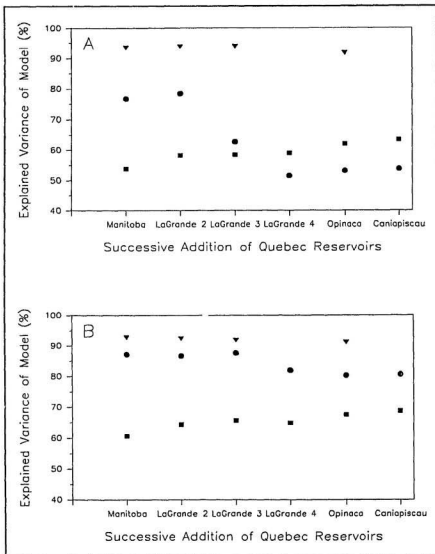 A
Explained Variance of Model (%)
100
90
80
70
60
50
40
Manitoba LaGrande 2 LaGrande 3 LaGrande 4 Opinaca Caniapiscau
Successive Addition of Quebec Reservoirs
B
Explained Variance of Model (%)
100
90
80
70
60
50
40
Manitoba LaGrande 2 LaGrande 3 LaGrande 4 Opinaca Caniapiscau
Successive Addition of Quebec Reservoirs